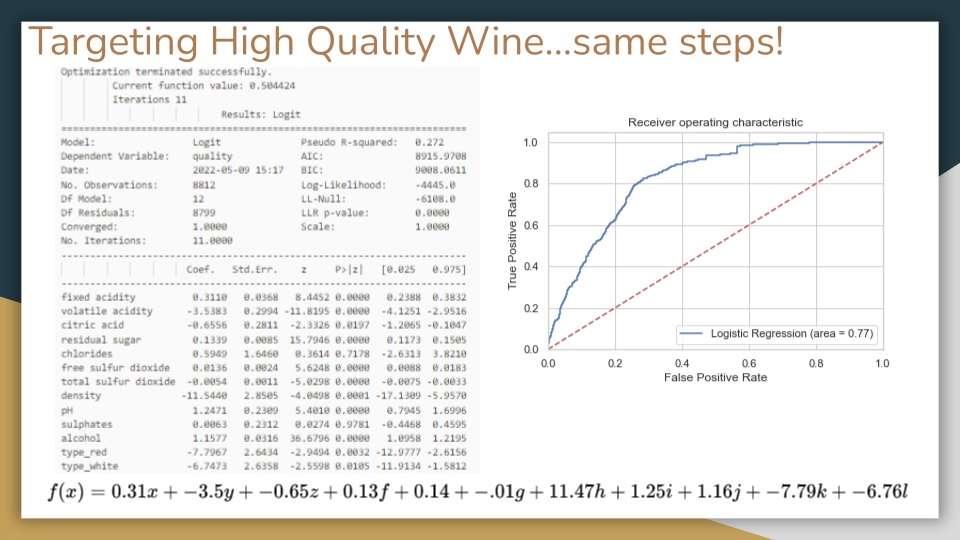 Targeting High Quality Wine...same steps!
Optimization terminated successfully.
Current function value: 0.504424
Iterations 11
Results: Logit
Model: Logit Pseudo R-squared: 0.272
Dependent Variable: quality AIC: 8915.9708
Date: 2022-05-09 15:17 BIC: 9008.0611
No. Observations: 8812 Log-Likelihood: -4445.0
Df Model: 12 LL-Null: -6108.0
Df Residuals: 8799 LLR p-value: 0.0000
Converged: 1.0000 Scale: 1.0000
No. Iterations: 11.0000
Coef. Std.Err. z P>|z| [0.025 0.975]
fixed acidity 0.3110 0.0368 8.4452 0.0000 0.2388 0.3832
volatile acidity -3.5383 0.2994 -11.8195 0.0000 -4.1251 -2.9516
citric acid -0.6556 0.2811 -2.3326 0.0197 -1.2065 -0.1047
residual sugar 0.1339 0.0085 15.7946 0.0000 0.1173 0.1505
chlorides 0.5949 1.6460 0.3614 0.7178 -2.6313 3.8210
free sulfur dioxide 0.0136 0.0024 5.6248 0.0000 0.0088 0.0183
total sulfur dioxide -0.0054 0.0011 -5.0298 0.0000 -0.0075 -0.0033
density -11.5440 2.8505 -4.0498 0.0001 -17.1309 -5.9570
pH 1.2471 0.2309 5.4010 0.0000 0.7945 1.6996
sulphates 0.0063 0.2312 0.0274 0.9781 -0.4468 0.4595
alcohol 1.1577 0.0316 36.6796 0.0000 1.0958 1.2195
type_red -7.7967 2.6434 -2.9494 0.0032 -12.9777 -2.6156
type_white -6.7473 2.6358 -2.5598 0.0105 -11.9134 -1.5812
Receiver operating characteristic
1.0
0.8
0.6
0.4
0.2
0.0
True Positive Rate
Logistic Regression (area = 0.77)
0.0 0.2 0.4 0.6 0.8 1.0
False Positive Rate
f(x) = 0.31x + −3.5y + −0.65z + 0.13f + 0.14 + −.01g + 11.47h + 1.25i + 1.16j + −7.79k + −6.76l